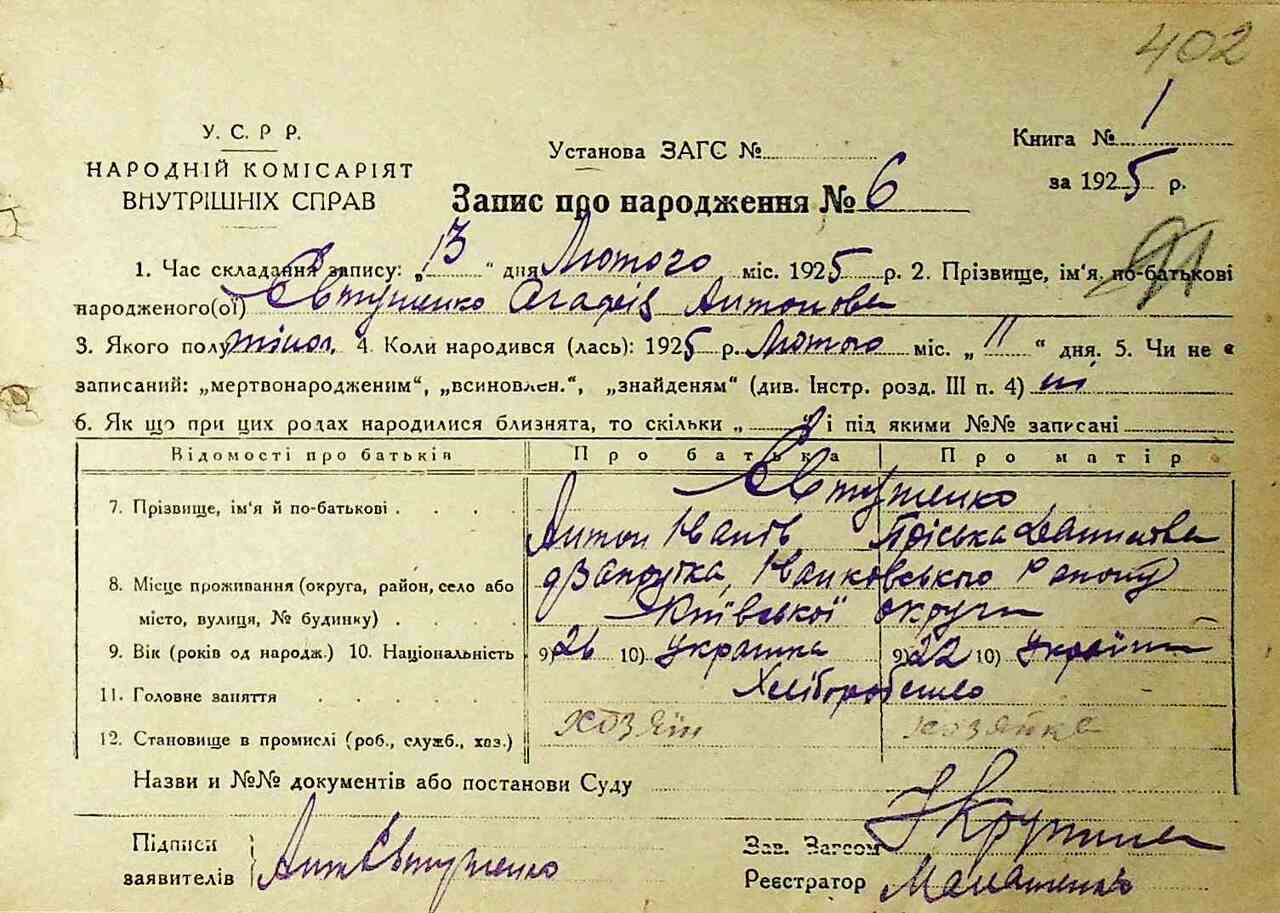 402
У. С. Р Р.
НАРОДНІЙ КОМІСАРІЯТ
ВНУТРІШНІХ СПРАВ
Установа ЗАГС №
Книга № 1
за 1925 р.
Запис про народження № 6
91
1. Час складання запису: „13“ дня Лютого міс. 1925 р. 2. Прізвище, ім'я, по-батькові
народженого(ої) Євтушенко Агафія Антонова
3. Якого полу жіноч. 4. Коли народився (лась): 1925 р. Лютого міс. „11“ дня. 5. Чи не є
записаний: „мертвонародженим“, „всиновлен.“, „знайденям“ (див. Інстр. розд. III п. 4) ні
6. Як що при цих родах народилися близнята, то скільки „ “ і під якими №№ записані
Відомості про батьків Про батька Про матір
7. Прізвище, ім'я й по-батькові . . . . Євтушенко
Антон Іванів Пріська
8. Місце проживання (округа, район, село або
місто, вулиця, № будинку) . . . . Іванковського району
Київської округи
9. Вік (років од народж.) 10. Національність 9) 26 10) Українка 9) 22 10)
11. Головне заняття . . . . . Хліборобство
12. Становище в промислі (роб., служб., хоз.) хозяїн хозяйка
Назви и №№ документів або постанови Суду
Підписи
заявителів Ант Євтушенко
Зав. Загсом
Реєстратор